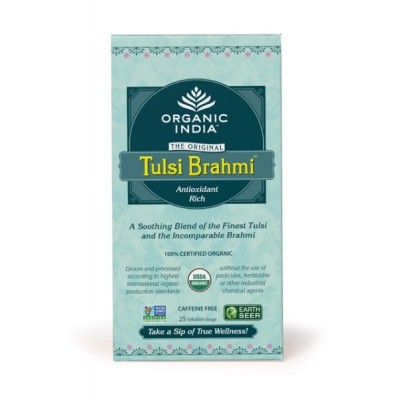 ORGANIC
INDIA
THE ORIGINAL
Tulsi Brahmi
Antioxidant
Rich
A Soothing Blend of the Finest Tulsi
and the Incomparable Brahmi
100% CERTIFIED ORGANIC
Grown and processed
according to highest
international organic
production standards
USDA
ORGANIC
without the use of
pesticides, herbicides
or other industrial
chemical agents
NON
GMO
CAFFEINE FREE
25 infusion bags
EARTH
SEER
Take a Sip of True Wellness!